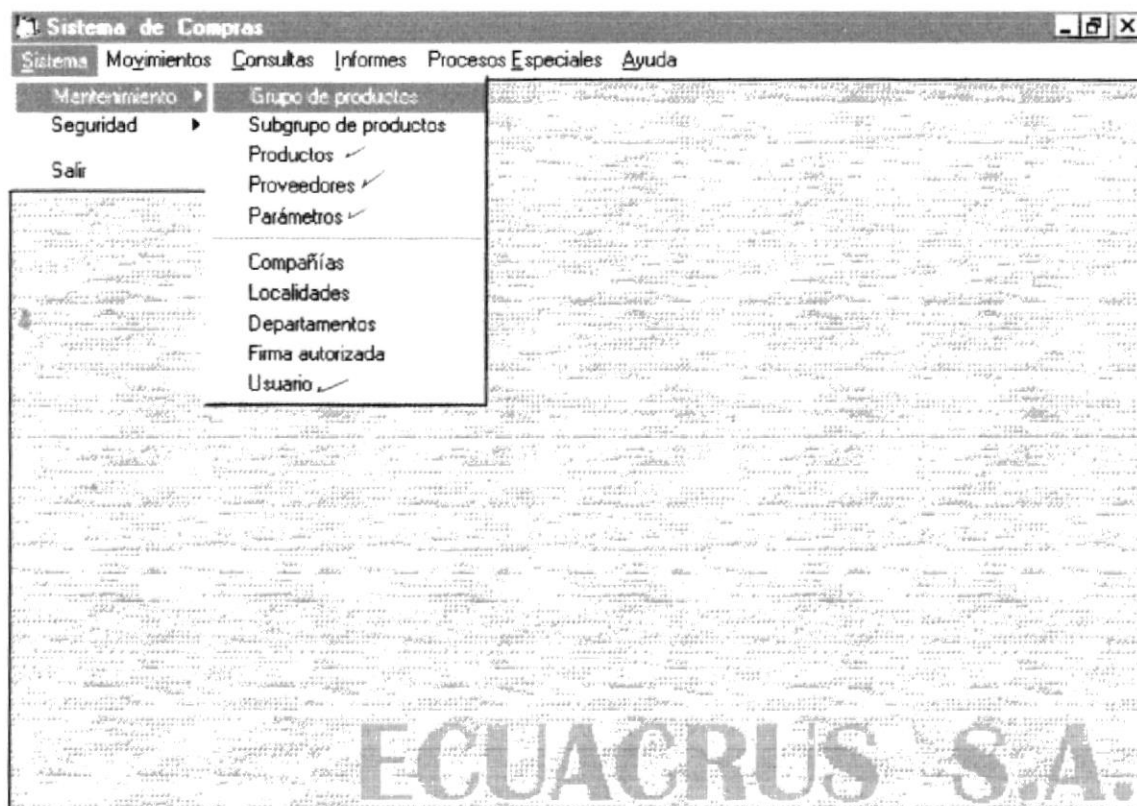 Sistema de Compras
Sistema Movimientos Consultas Informes Procesos Especiales Ayuda
Mantenimiento
Seguridad
Salir
Grupo de productos
Subgrupo de productos
Productos
Proveedores
Parámetros
Compañías
Localidades
Departamentos
Firma autorizada
Usuario
ECUACRUS S.A.